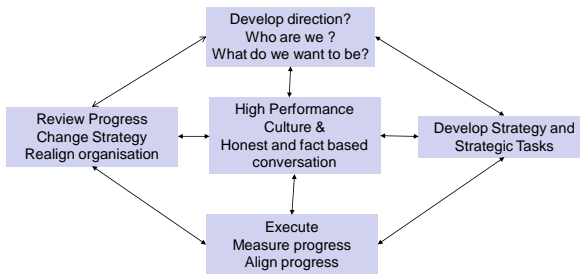 Develop direction?
Who are we ?
What do we want to be?
Review Progress
Change Strategy
Realign organisation
High Performance
Culture &
Honest and fact based
conversation
Develop Strategy and
Strategic Tasks
Execute
Measure progress
Align progress